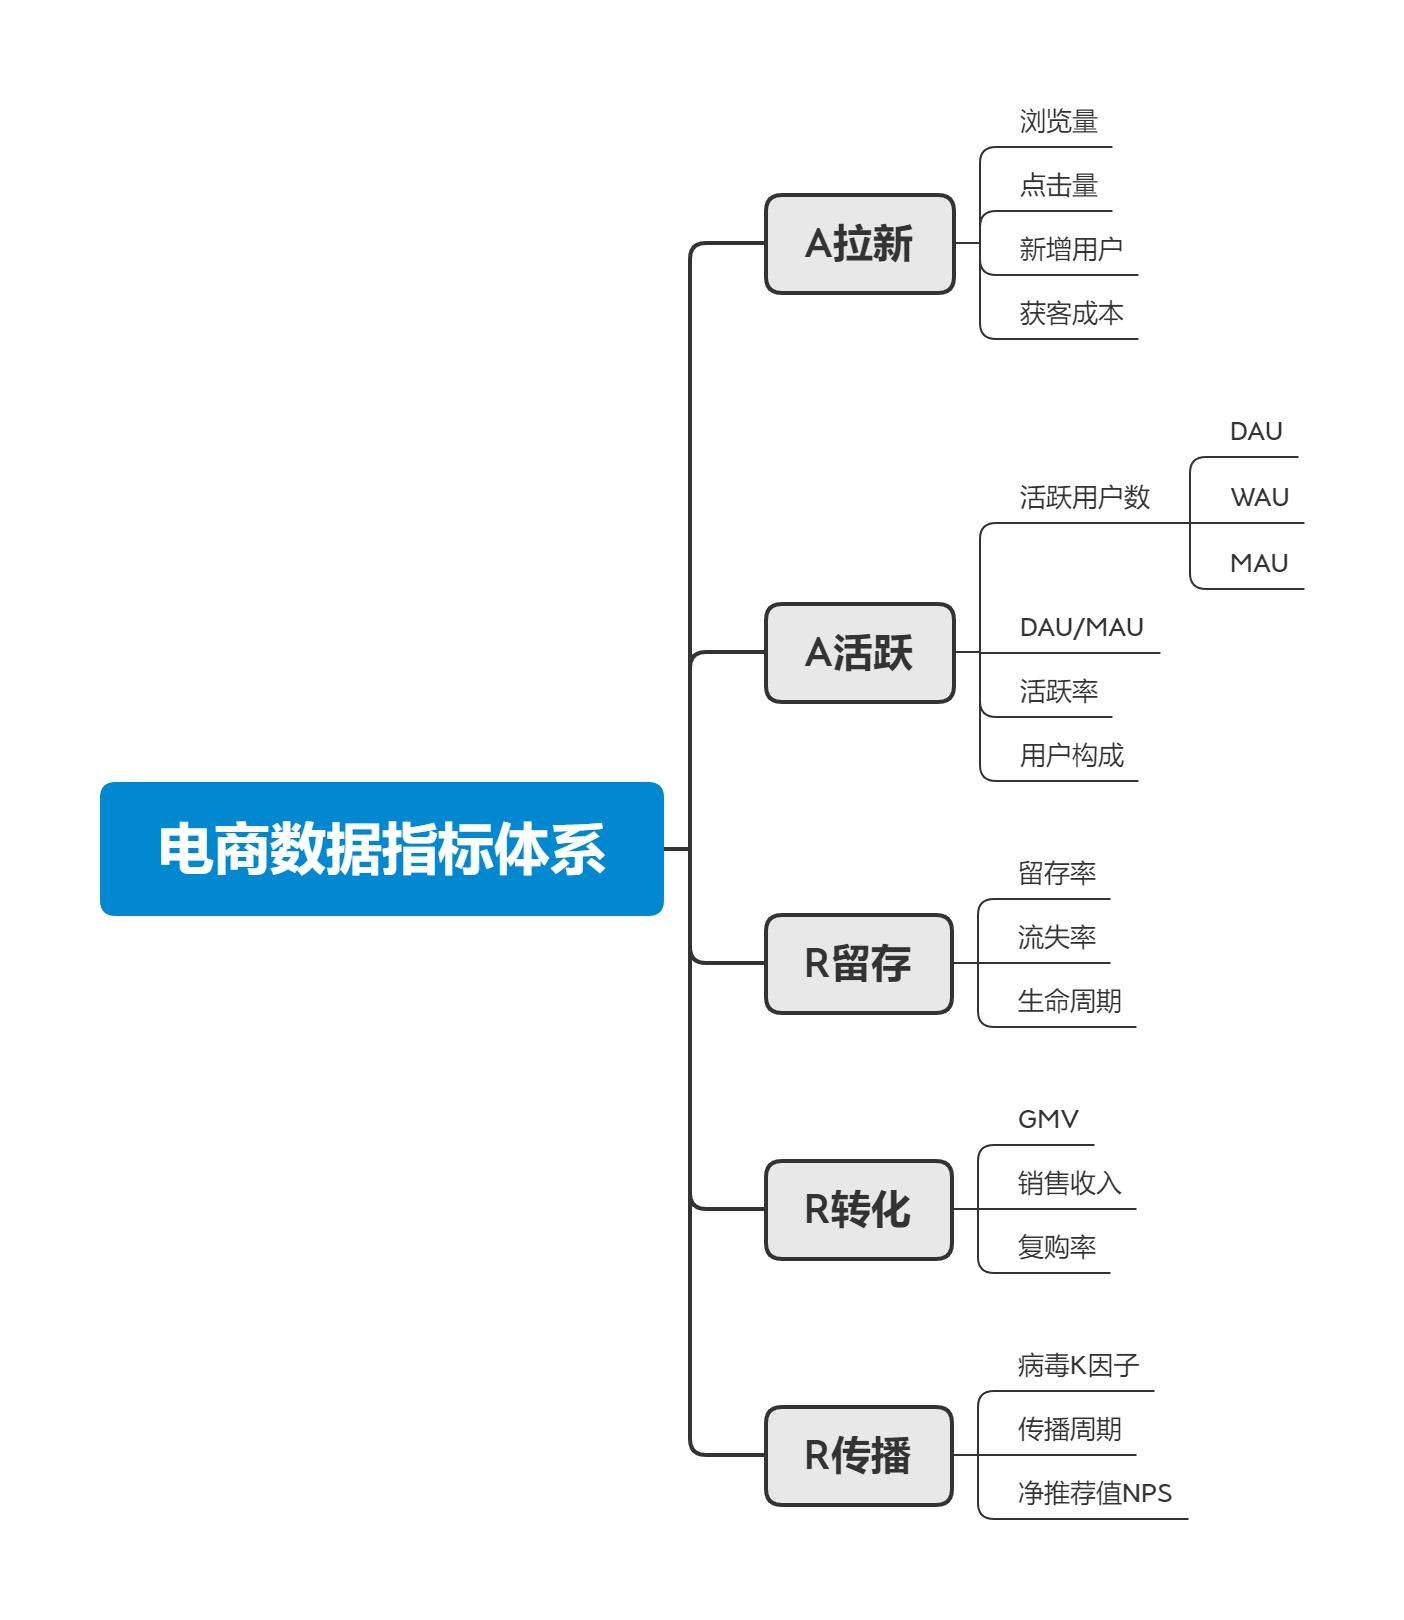 电商数据指标体系
A拉新
浏览量
点击量
新增用户
获客成本
A活跃
活跃用户数
DAU
WAU
MAU
DAU/MAU
活跃率
用户构成
R留存
留存率
流失率
生命周期
R转化
GMV
销售收入
复购率
R传播
病毒K因子
传播周期
净推荐值NPS